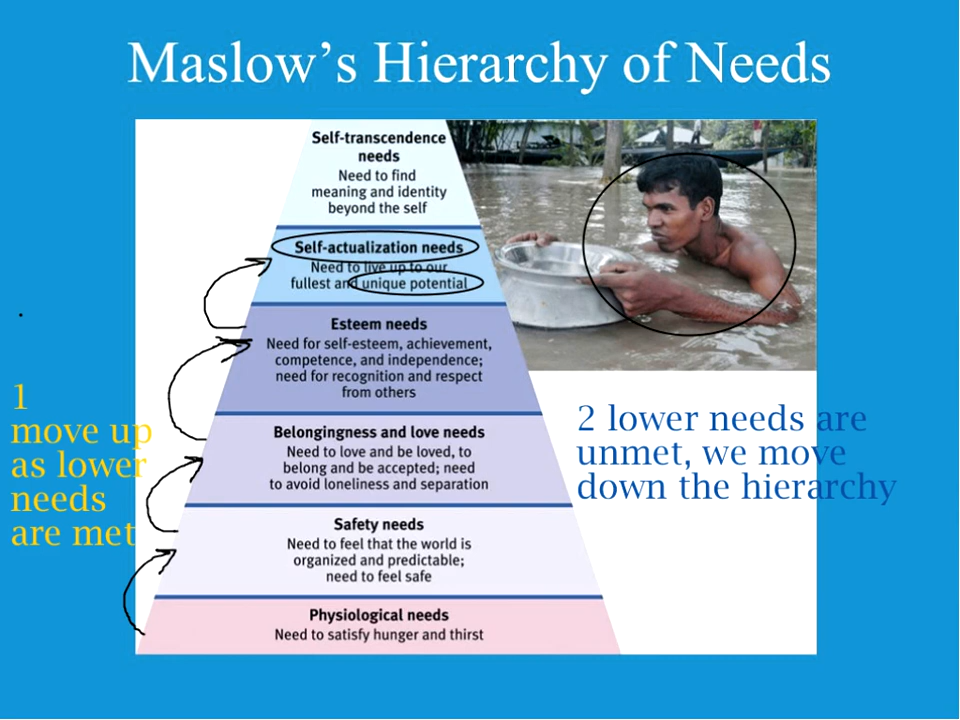 Maslow's Hierarchy of Needs
Self-transcendence
needs
Need to find
meaning and identity
beyond the self
Self-actualization needs
Need to live up to our
fullest and unique potential
Esteem needs
Need for self-esteem, achievement,
competence, and independence;
need for recognition and respect
from others
Belongingness and love needs
Need to love and be loved, to
belong and be accepted; need
to avoid loneliness and separation
Safety needs
Need to feel that the world is
organized and predictable;
need to feel safe
Physiological needs
Need to satisfy hunger and thirst
1
move up
as lower
needs
are met
2 lower needs are
unmet, we move
down the hierarchy